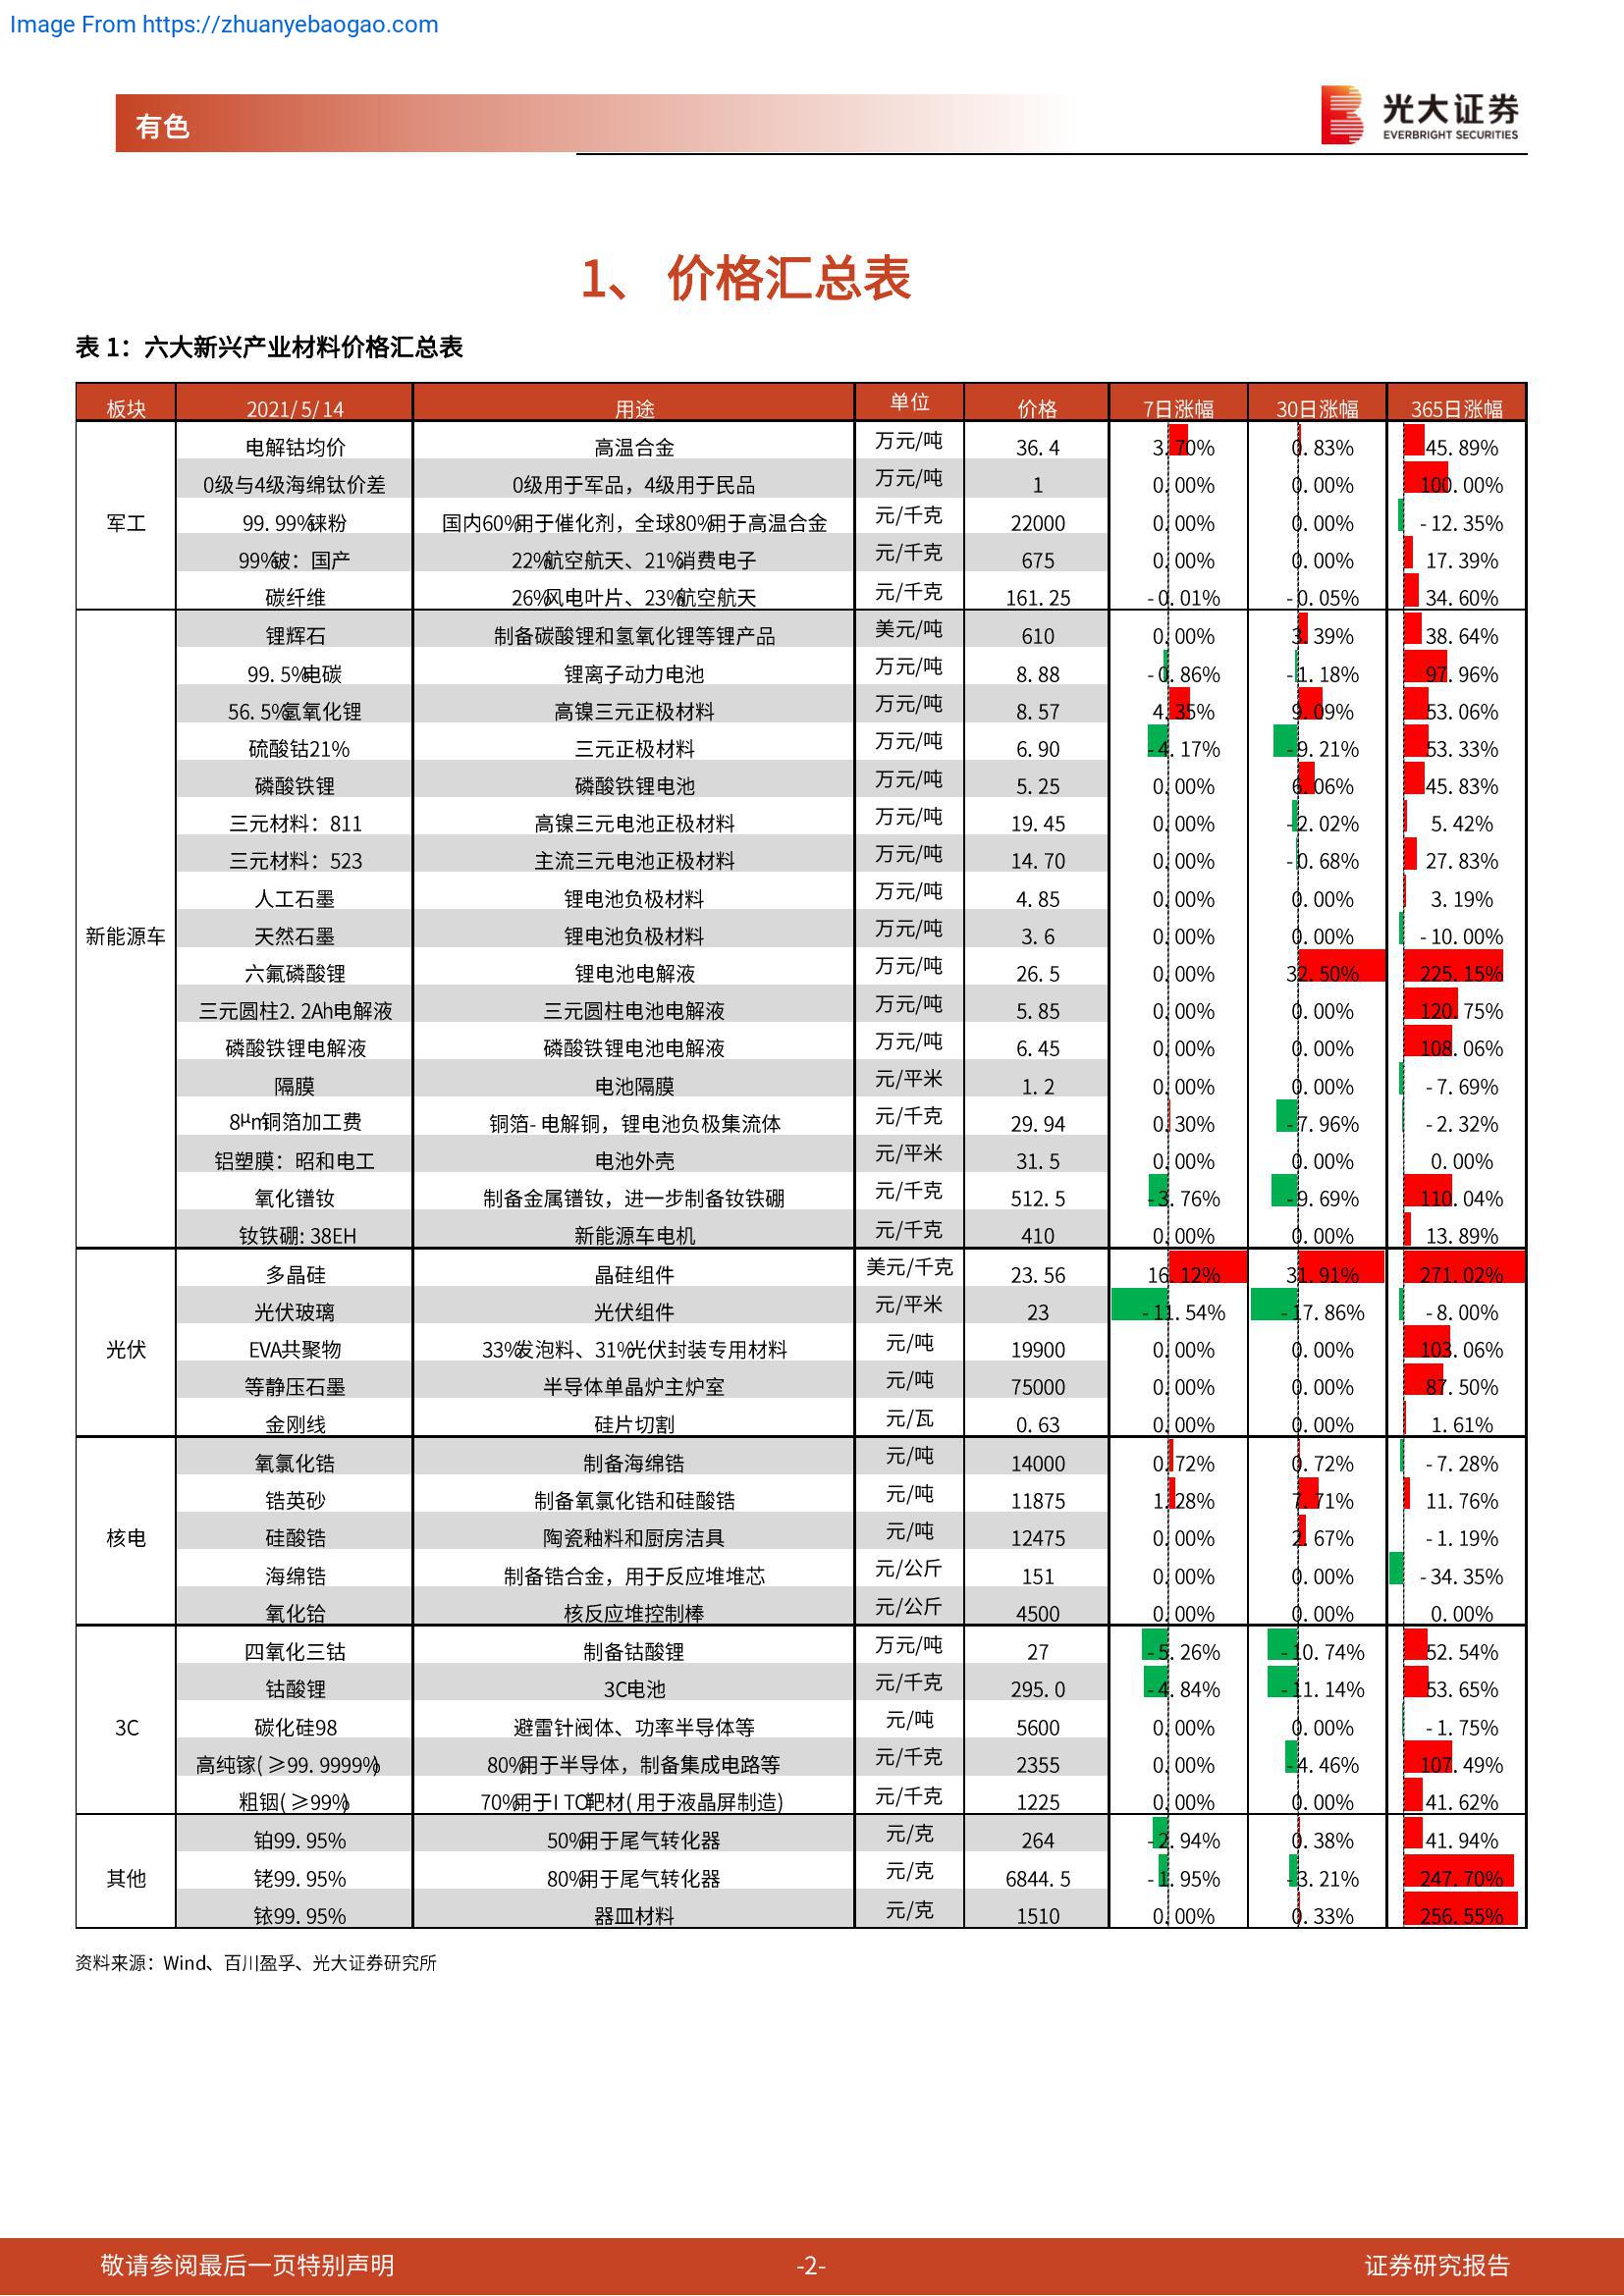 Image From https://zhuanyebaogao.com
有色
光大证券
EVERBRIGHT SECURITIES
1、 价格汇总表
表 1：六大新兴产业材料价格汇总表
板块 2021/5/14 用途 单位 价格 7日涨幅 30日涨幅 365日涨幅
军工
电解钴均价 高温合金 万元/吨 36.4 3.70% 0.83% 45.89%
0级与4级海绵钛价差 0级用于军品，4级用于民品 万元/吨 1 0.00% 0.00% 100.00%
99.99%铼粉 国内60%用于催化剂，全球80%用于高温合金 元/千克 22000 0.00% 0.00% -12.35%
99%铍：国产 22%航空航天、21%消费电子 元/千克 675 0.00% 0.00% 17.39%
碳纤维 26%风电叶片、23%航空航天 元/千克 161.25 -0.01% -0.05% 34.60%
新能源车
锂辉石 制备碳酸锂和氢氧化锂等锂产品 美元/吨 610 0.00% 3.39% 38.64%
99.5%电碳 锂离子动力电池 万元/吨 8.88 -0.86% -1.18% 97.96%
56.5%氢氧化锂 高镍三元正极材料 万元/吨 8.57 4.35% 9.09% 53.06%
硫酸钴21% 三元正极材料 万元/吨 6.90 -4.17% -9.21% 53.33%
磷酸铁锂 磷酸铁锂电池 万元/吨 5.25 0.00% 6.06% 45.83%
三元材料：811 高镍三元电池正极材料 万元/吨 19.45 0.00% -2.02% 5.42%
三元材料：523 主流三元电池正极材料 万元/吨 14.70 0.00% -0.68% 27.83%
人工石墨 锂电池负极材料 万元/吨 4.85 0.00% 0.00% 3.19%
天然石墨 锂电池负极材料 万元/吨 3.6 0.00% 0.00% -10.00%
六氟磷酸锂 锂电池电解液 万元/吨 26.5 0.00% 32.50% 225.15%
三元圆柱2.2Ah电解液 三元圆柱电池电解液 万元/吨 5.85 0.00% 0.00% 120.75%
磷酸铁锂电解液 磷酸铁锂电池电解液 万元/吨 6.45 0.00% 0.00% 108.06%
隔膜 电池隔膜 元/平米 1.2 0.00% 0.00% -7.69%
8μm铜箔加工费 铜箔-电解铜，锂电池负极集流体 元/千克 29.94 0.30% -7.96% -2.32%
铝塑膜：昭和电工 电池外壳 元/平米 31.5 0.00% 0.00% 0.00%
氧化镨钕 制备金属镨钕，进一步制备钕铁硼 元/千克 512.5 -3.76% -9.69% 110.04%
钕铁硼:38EH 新能源车电机 元/千克 410 0.00% 0.00% 13.89%
光伏
多晶硅 晶硅组件 美元/千克 23.56 16.12% 31.91% 271.02%
光伏玻璃 光伏组件 元/平米 23 -11.54% -17.86% -8.00%
EVA共聚物 33%发泡料、31%光伏封装专用材料 元/吨 19900 0.00% 0.00% 103.06%
等静压石墨 半导体单晶炉主炉室 元/吨 75000 0.00% 0.00% 87.50%
金刚线 硅片切割 元/瓦 0.63 0.00% 0.00% 1.61%
核电
氧氯化锆 制备海绵锆 元/吨 14000 0.72% 0.72% -7.28%
锆英砂 制备氧氯化锆和硅酸锆 元/吨 11875 1.28% 7.71% 11.76%
硅酸锆 陶瓷釉料和厨房洁具 元/吨 12475 0.00% 2.67% -1.19%
海绵锆 制备锆合金，用于反应堆堆芯 元/公斤 151 0.00% 0.00% -34.35%
氧化铪 核反应堆控制棒 元/公斤 4500 0.00% 0.00% 0.00%
3C
四氧化三钴 制备钴酸锂 万元/吨 27 -5.26% -10.74% 52.54%
钴酸锂 3C电池 元/千克 295.0 -4.84% -11.14% 53.65%
碳化硅98 避雷针阀体、功率半导体等 元/吨 5600 0.00% 0.00% -1.75%
高纯镓(≥99.9999%) 80%用于半导体，制备集成电路等 元/千克 2355 0.00% -4.46% 107.49%
粗铟(≥99%) 70%用于ITO靶材(用于液晶屏制造) 元/千克 1225 0.00% 0.00% 41.62%
其他
铂99.95% 50%用于尾气转化器 元/克 264 -2.94% 0.38% 41.94%
铑99.95% 80%用于尾气转化器 元/克 6844.5 -1.95% -3.21% 247.70%
铱99.95% 器皿材料 元/克 1510 0.00% 0.33% 256.55%
资料来源：Wind、百川盈孚、光大证券研究所
敬请参阅最后一页特别声明 -2- 证券研究报告